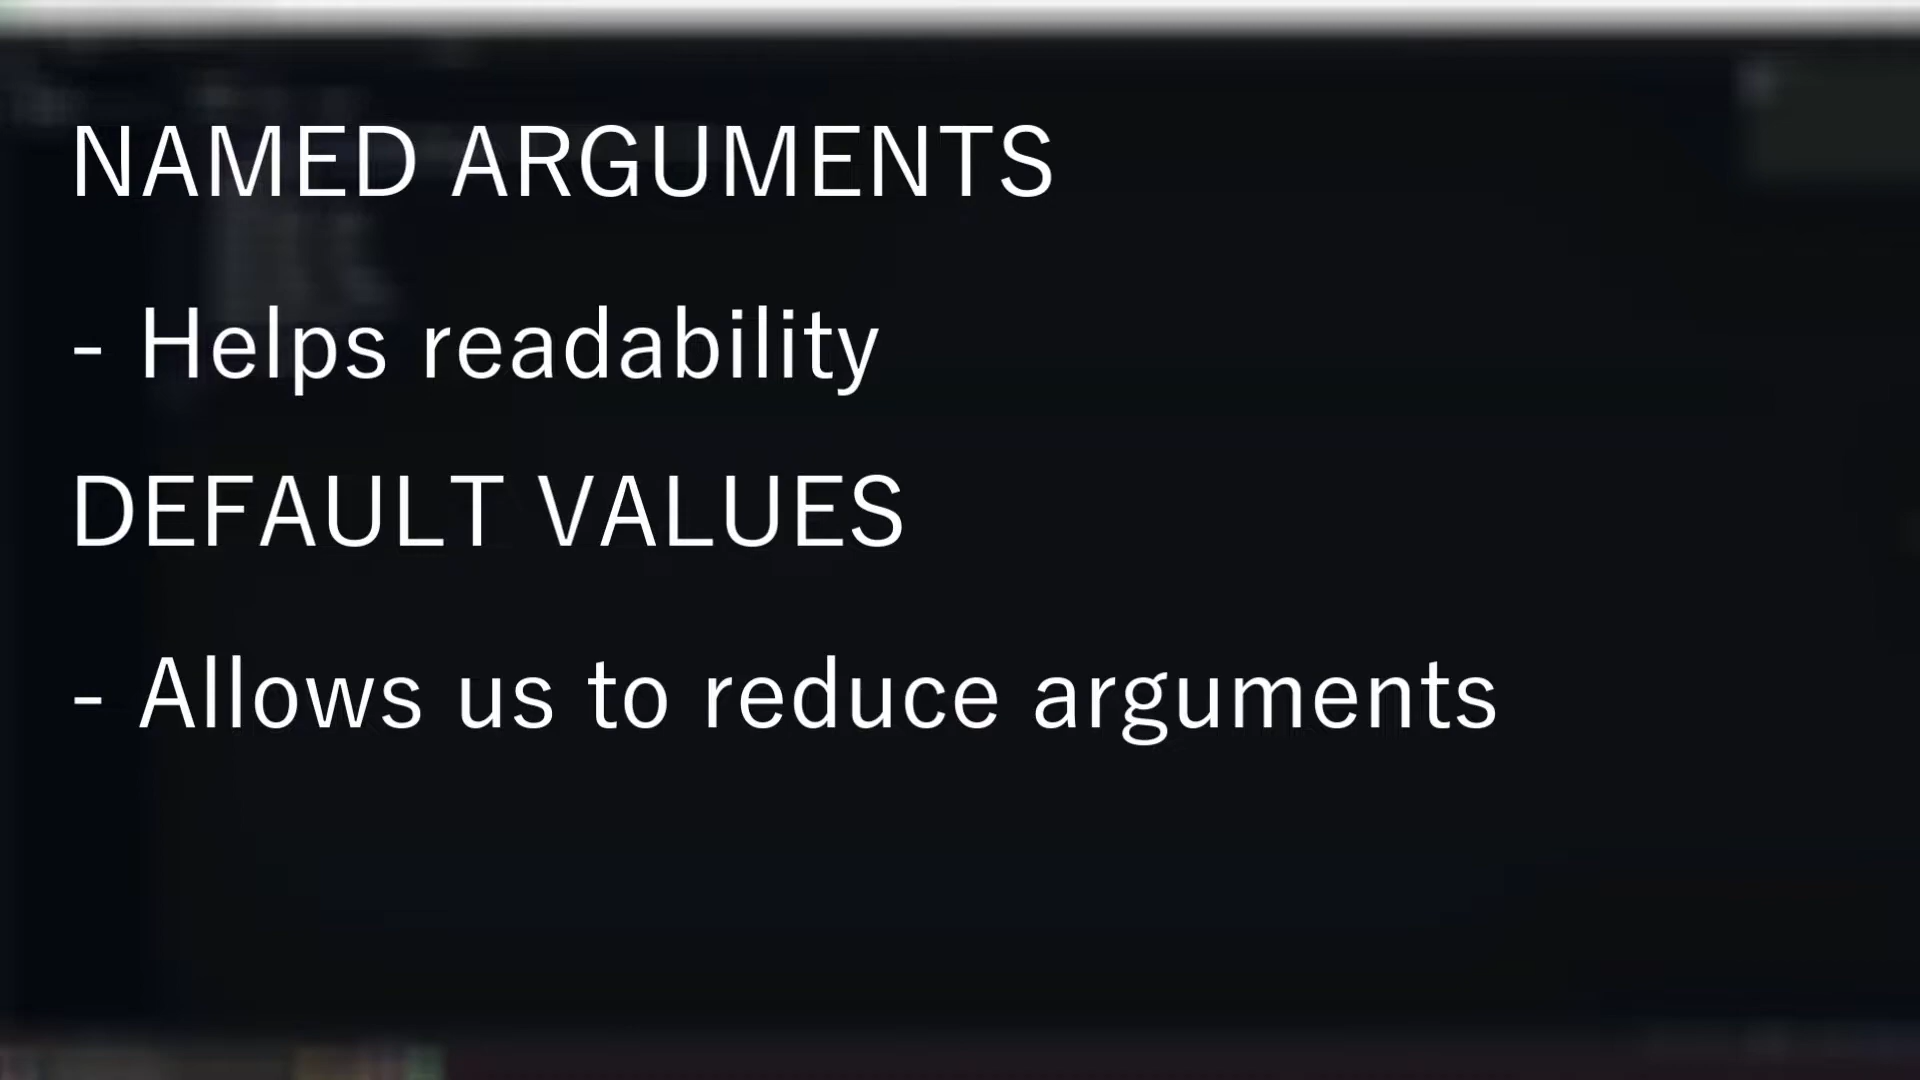 NAMED ARGUMENTS
- Helps readability
DEFAULT VALUES
- Allows us to reduce arguments